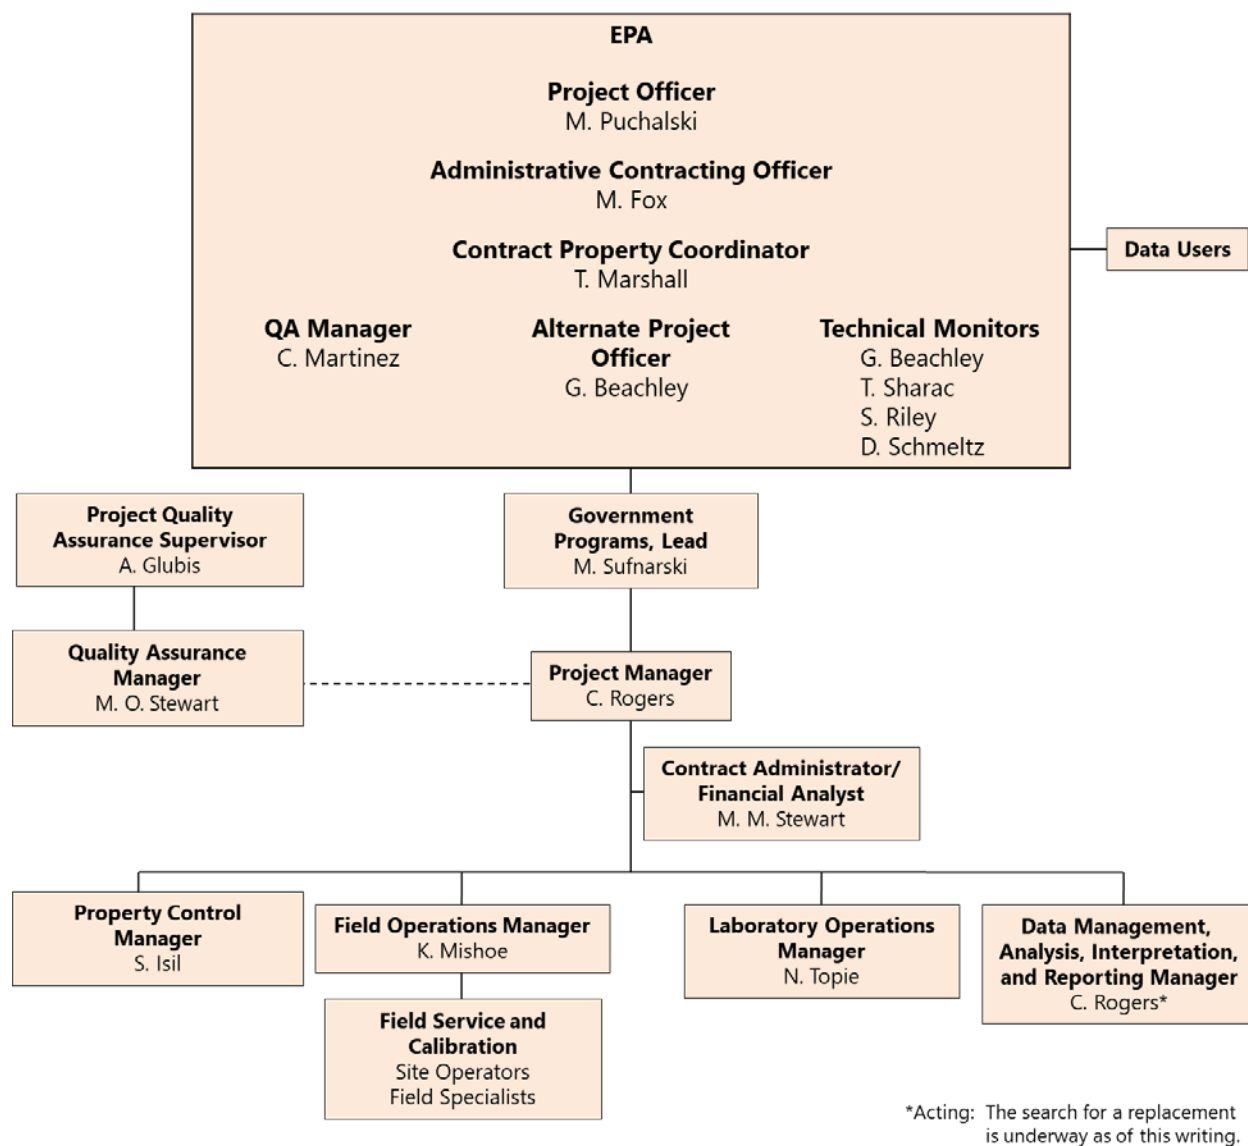 EPA
Project Officer
M. Puchalski
Administrative Contracting Officer
M. Fox
Contract Property Coordinator
T. Marshall
QA Manager
C. Martinez
Alternate Project
Officer
G. Beachley
Technical Monitors
G. Beachley
T. Sharac
S. Riley
D. Schmeltz
Data Users
Project Quality
Assurance Supervisor
A. Glubis
Government
Programs, Lead
M. Sufnarski
Quality Assurance
Manager
M. O. Stewart
Project Manager
C. Rogers
Contract Administrator/
Financial Analyst
M. M. Stewart
Property Control
Manager
S. Isil
Field Operations Manager
K. Mishoe
Field Service and
Calibration
Site Operators
Field Specialists
Laboratory Operations
Manager
N. Topie
Data Management,
Analysis, Interpretation,
and Reporting Manager
C. Rogers*
*Acting: The search for a replacement
is underway as of this writing.